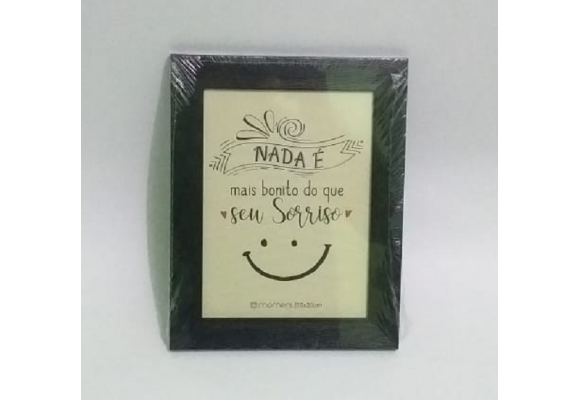 NADA É
mais bonito do que
seu Sorriso